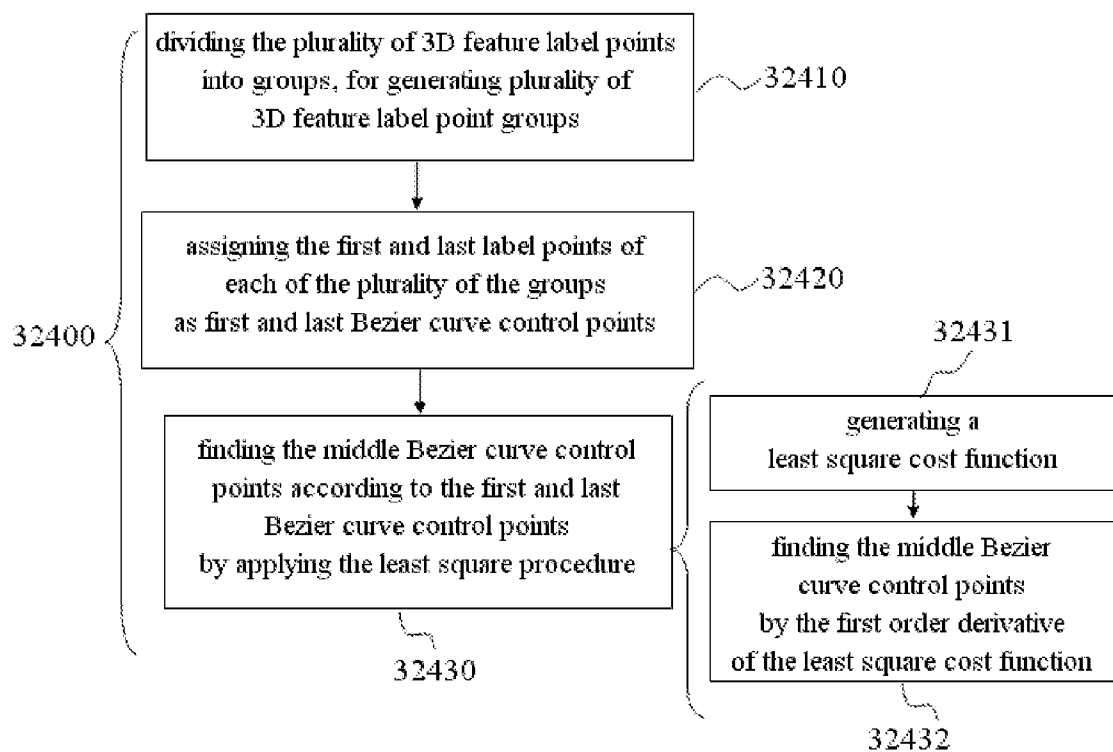 dividing the plurality of 3D feature label points
into groups, for generating plurality of
3D feature label point groups
32410
assigning the first and last label points of
each of the plurality of the groups
as first and last Bezier curve control points
32420
32400
finding the middle Bezier curve control
points according to the first and last
Bezier curve control points
by applying the least square procedure
32430
32431
generating a
least square cost function
finding the middle Bezier
curve control points
by the first order derivative
of the least square cost function
32432